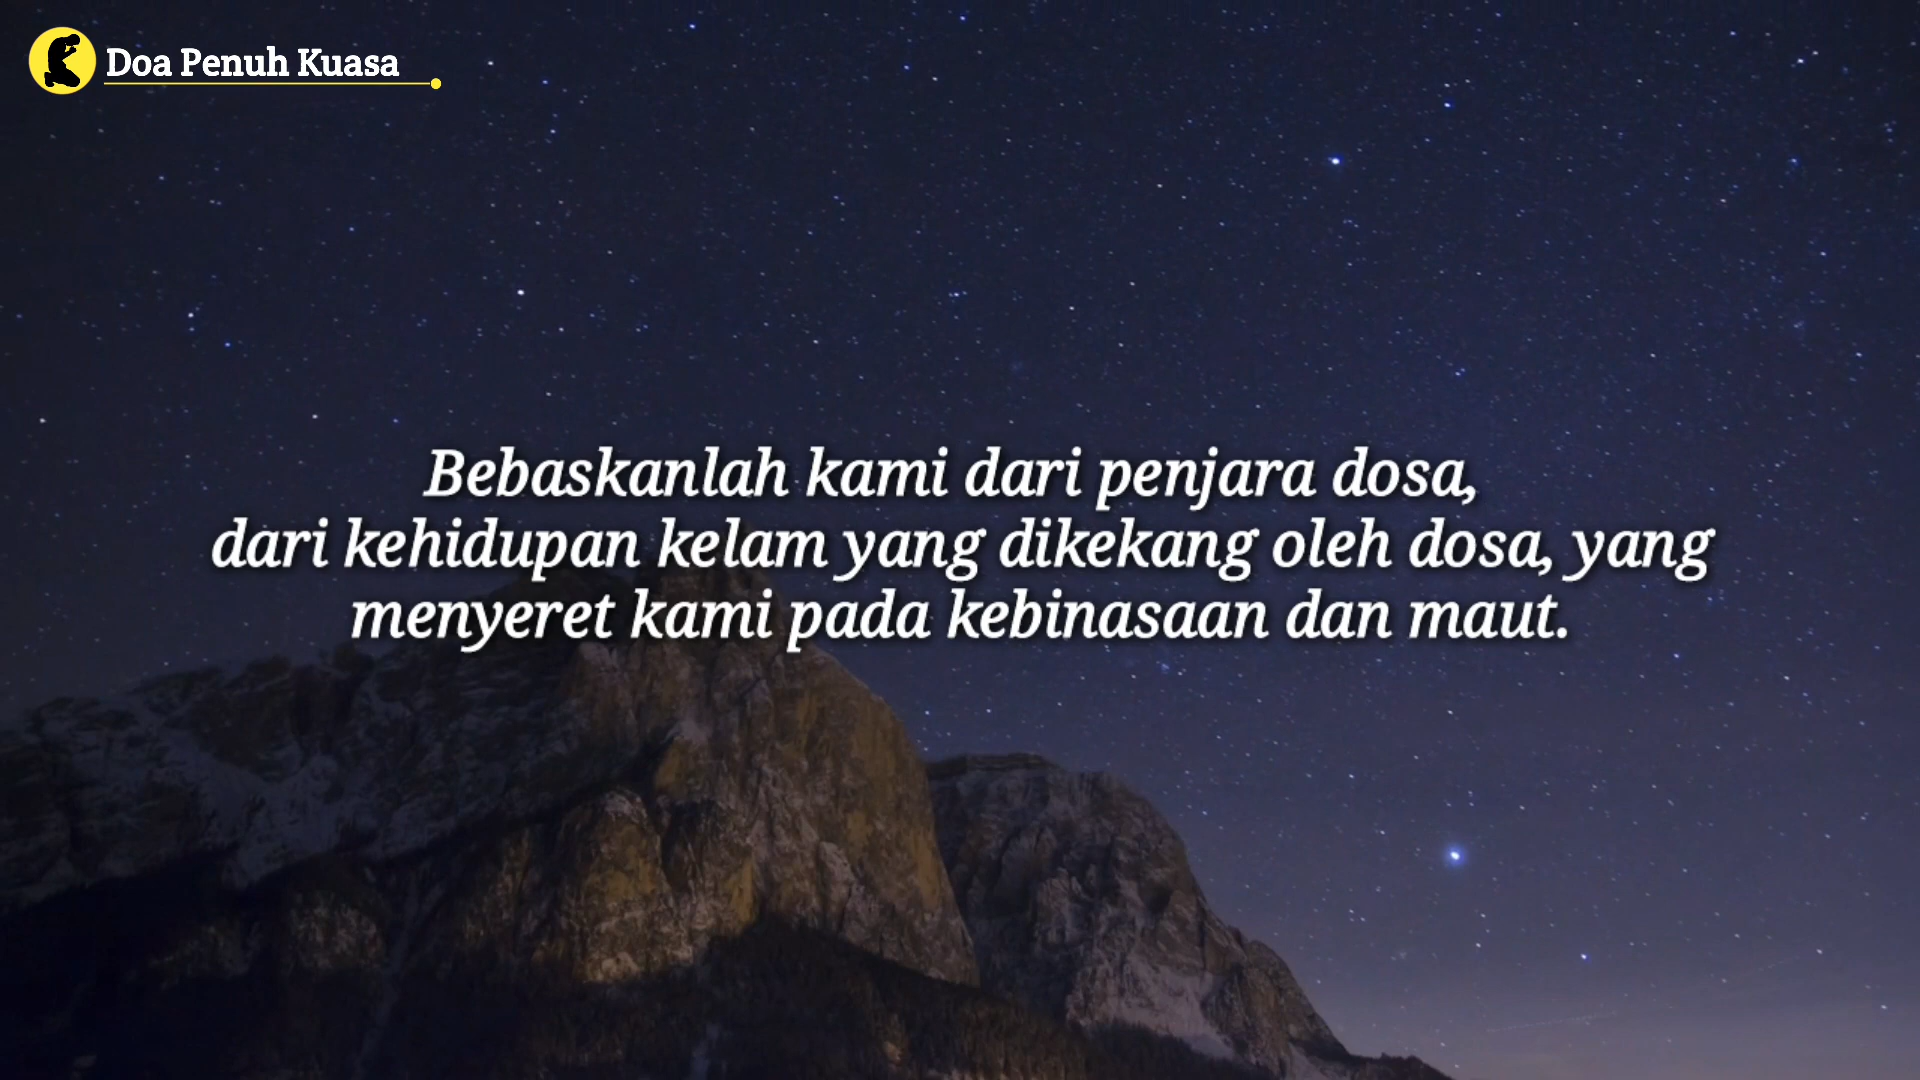 Doa Penuh Kuasa
Bebaskanlah kami dari penjara dosa,
dari kehidupan kelam yang dikekang oleh dosa, yang
menyeret kami pada kebinasaan dan maut.